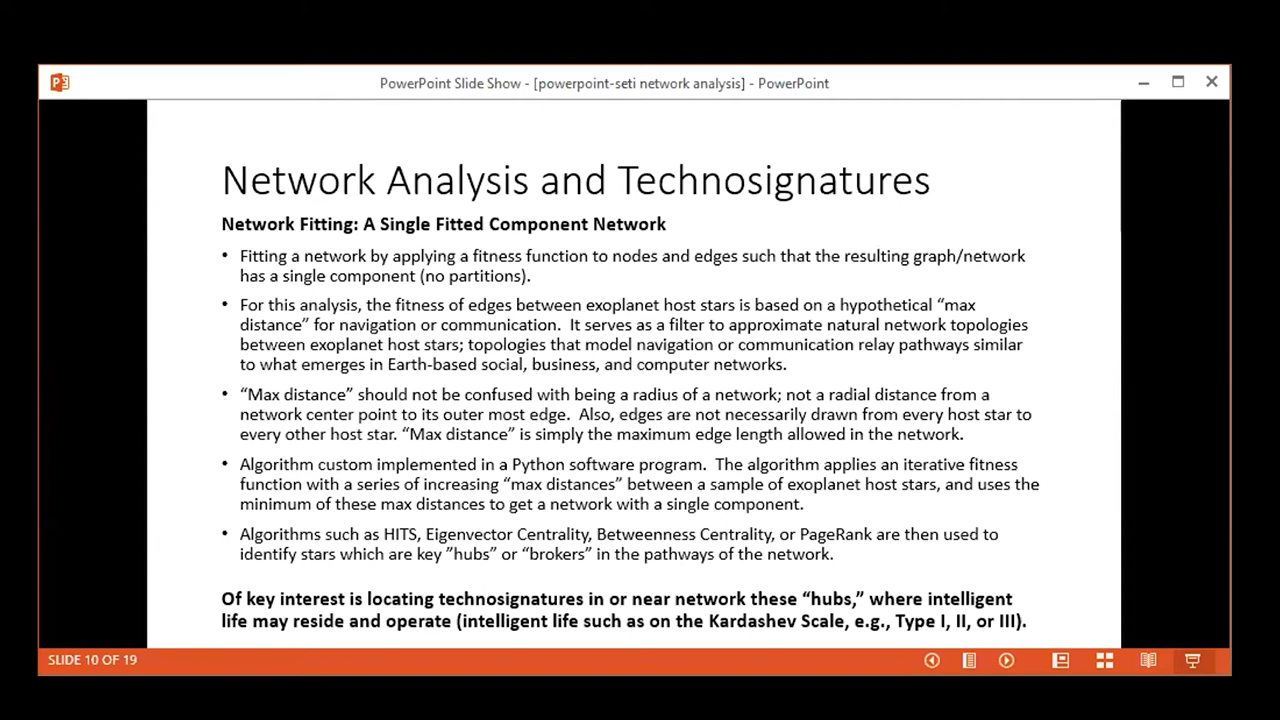 PowerPoint Slide Show - [powerpoint-seti network analysis] - PowerPoint
Network Analysis and Technosignatures
Network Fitting: A Single Fitted Component Network
• Fitting a network by applying a fitness function to nodes and edges such that the resulting graph/network
has a single component (no partitions).
• For this analysis, the fitness of edges between exoplanet host stars is based on a hypothetical “max
distance” for navigation or communication.  It serves as a filter to approximate natural network topologies
between exoplanet host stars; topologies that model navigation or communication relay pathways similar
to what emerges in Earth-based social, business, and computer networks.
• “Max distance” should not be confused with being a radius of a network; not a radial distance from a
network center point to its outer most edge.  Also, edges are not necessarily drawn from every host star to
every other host star. “Max distance” is simply the maximum edge length allowed in the network.
• Algorithm custom implemented in a Python software program.  The algorithm applies an iterative fitness
function with a series of increasing “max distances” between a sample of exoplanet host stars, and uses the
minimum of these max distances to get a network with a single component.
• Algorithms such as HITS, Eigenvector Centrality, Betweenness Centrality, or PageRank are then used to
identify stars which are key ”hubs” or “brokers” in the pathways of the network.
Of key interest is locating technosignatures in or near network these “hubs,” where intelligent
life may reside and operate (intelligent life such as on the Kardashev Scale, e.g., Type I, II, or III).
SLIDE 10 OF 19